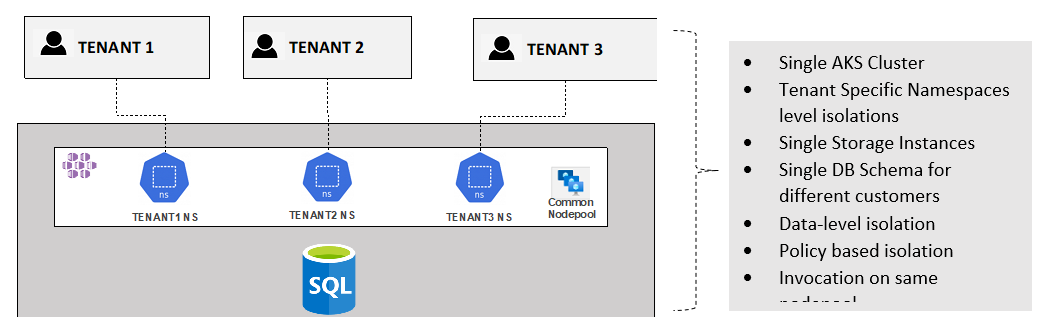 TENANT 1
TENANT 2
TENANT 3
ns
ns
ns
TENANT1 NS
TENANT2 NS
TENANT3 NS
Common
Nodepool
SQL
• Single AKS Cluster
• Tenant Specific Namespaces
level isolations
• Single Storage Instances
• Single DB Schema for
different customers
• Data-level isolation
• Policy based isolation
• Invocation on same